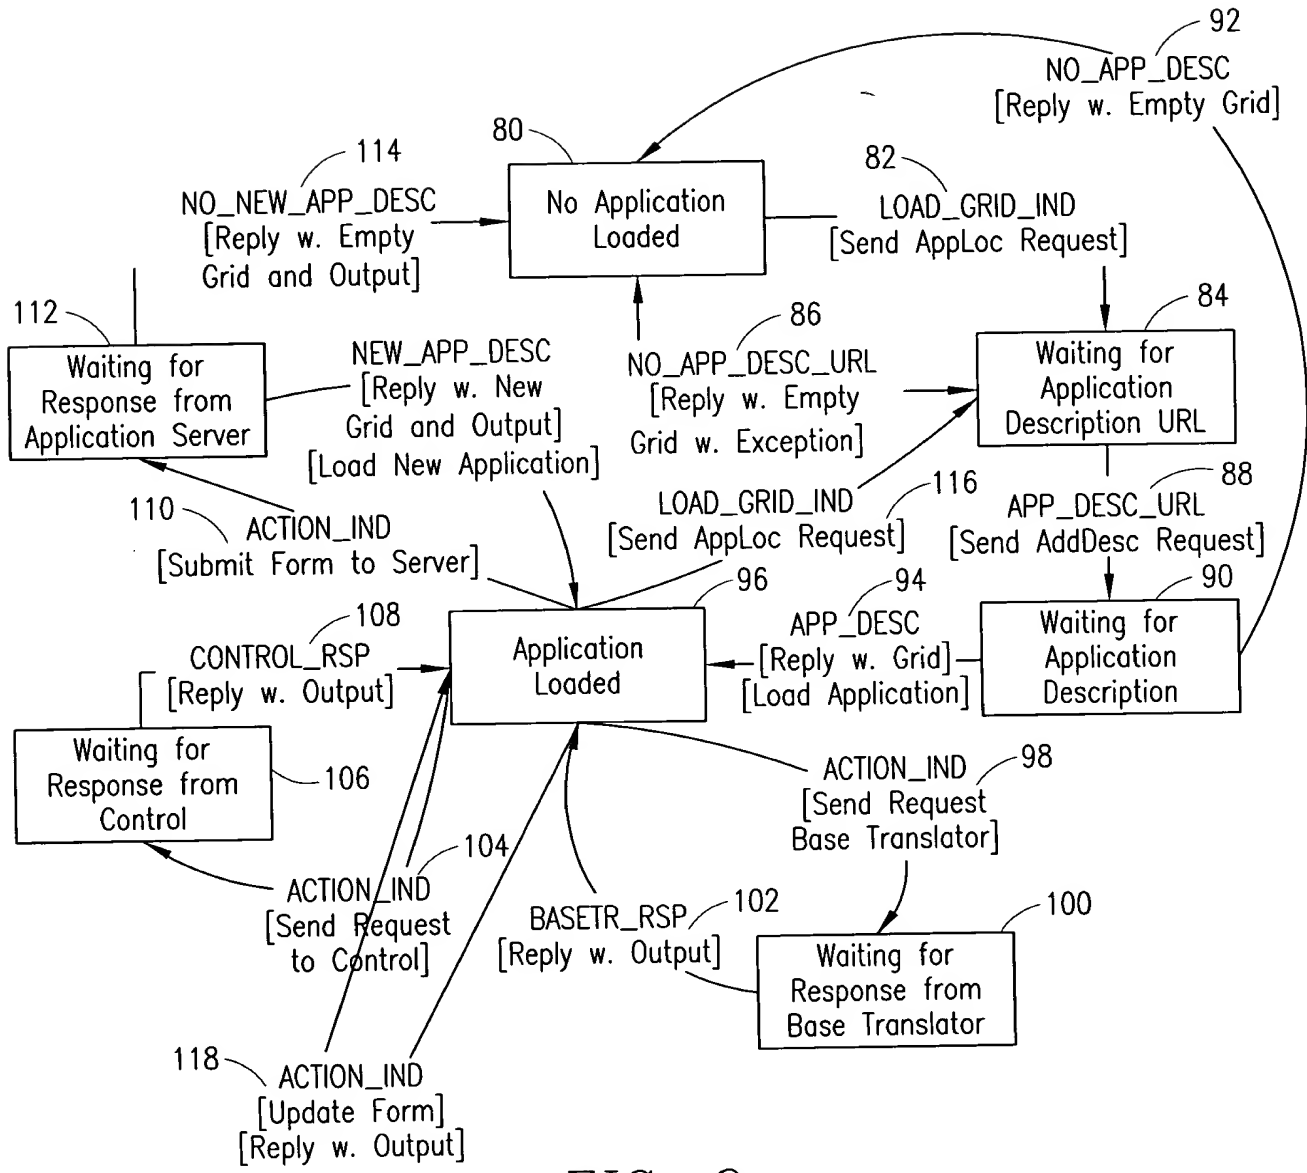 92
NO_APP_DESC
[Reply w. Empty Grid]
80
114
82
NO_NEW_APP_DESC
[Reply w. Empty
Grid and Output]
No Application
Loaded
LOAD_GRID_IND
[Send AppLoc Request]
112
Waiting for
Response from
Application Server
NEW_APP_DESC
[Reply w. New
Grid and Output]
[Load New Application]
86
NO_APP_DESC_URL
[Reply w. Empty
Grid w. Exception]
84
Waiting for
Application
Description URL
110
ACTION_IND
[Submit Form to Server]
LOAD_GRID_IND
[Send AppLoc Request]
116
88
APP_DESC_URL
[Send AddDesc Request]
108
CONTROL_RSP
[Reply w. Output]
96
Application
Loaded
94
APP_DESC
[Reply w. Grid]
[Load Application]
90
Waiting for
Application
Description
Waiting for
Response from
Control
106
ACTION_IND
[Send Request
Base Translator]
98
104
ACTION_IND
[Send Request
to Control]
BASETR_RSP
[Reply w. Output]
102
100
Waiting for
Response from
Base Translator
118
ACTION_IND
[Update Form]
[Reply w. Output]